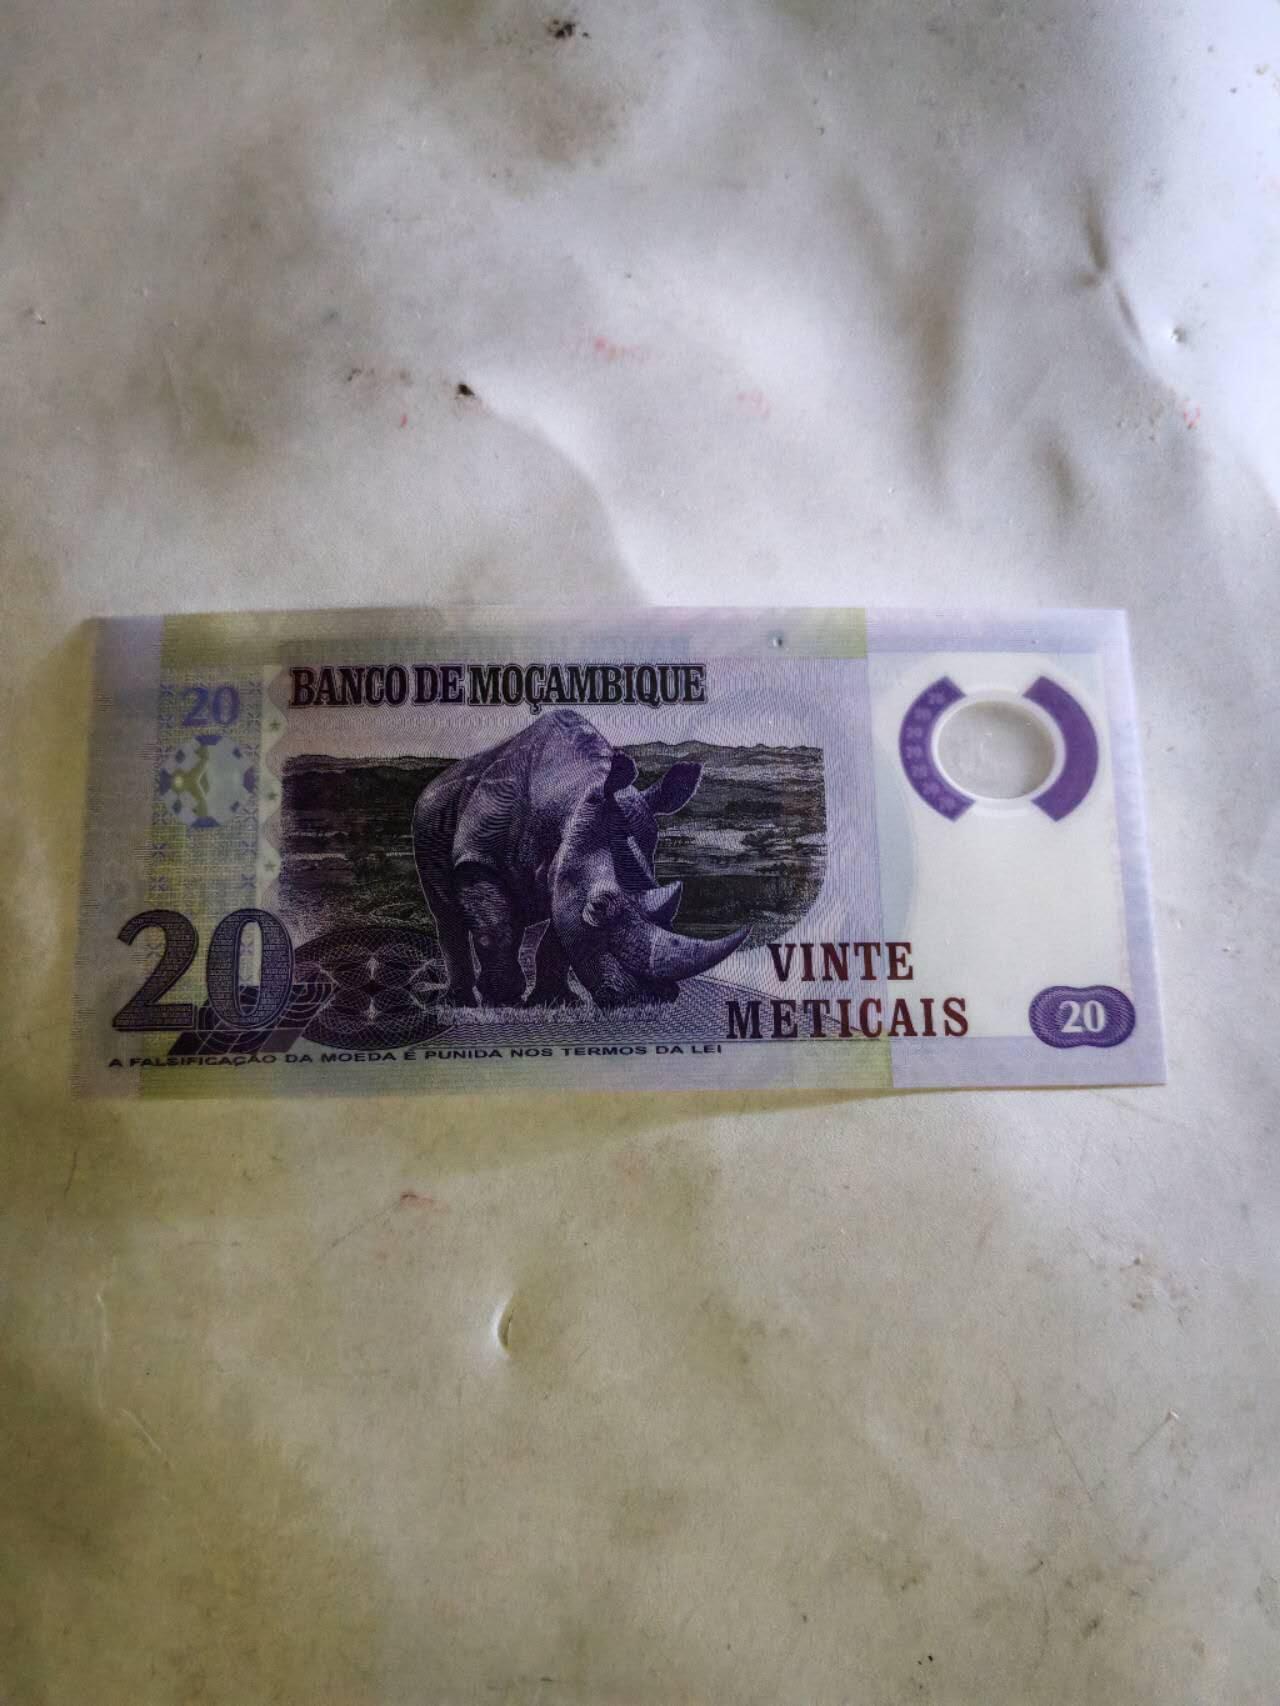 BANCO DE MOÇAMBIQUE
20
20
VINTE
METICAIS
20
A FALSIFICAÇÃO DA MOEDA É PUNIDA NOS TERMOS DA LEI